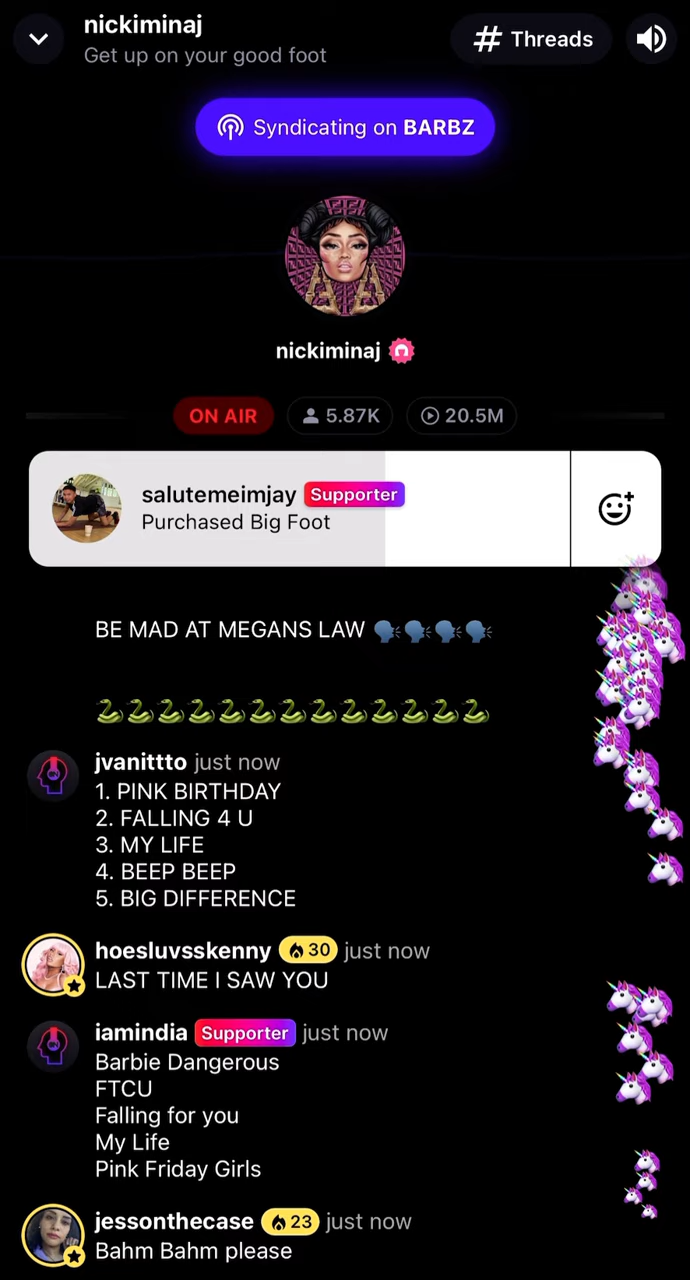 nickiminaj
Get up on your good foot
# Threads
Syndicating on BARBZ
nickiminaj
ON AIR
5.87K
20.5M
salutemeimjay Supporter
Purchased Big Foot
BE MAD AT MEGANS LAW 🗣️🗣️🗣️🗣️
🐍🐍🐍🐍🐍🐍🐍🐍🐍🐍🐍🐍🐍
jvanittto just now
1. PINK BIRTHDAY
2. FALLING 4 U
3. MY LIFE
4. BEEP BEEP
5. BIG DIFFERENCE
hoesluvsskenny 30 just now
LAST TIME I SAW YOU
iamindia Supporter just now
Barbie Dangerous
FTCU
Falling for you
My Life
Pink Friday Girls
jessonthecase 23 just now
Bahm Bahm please